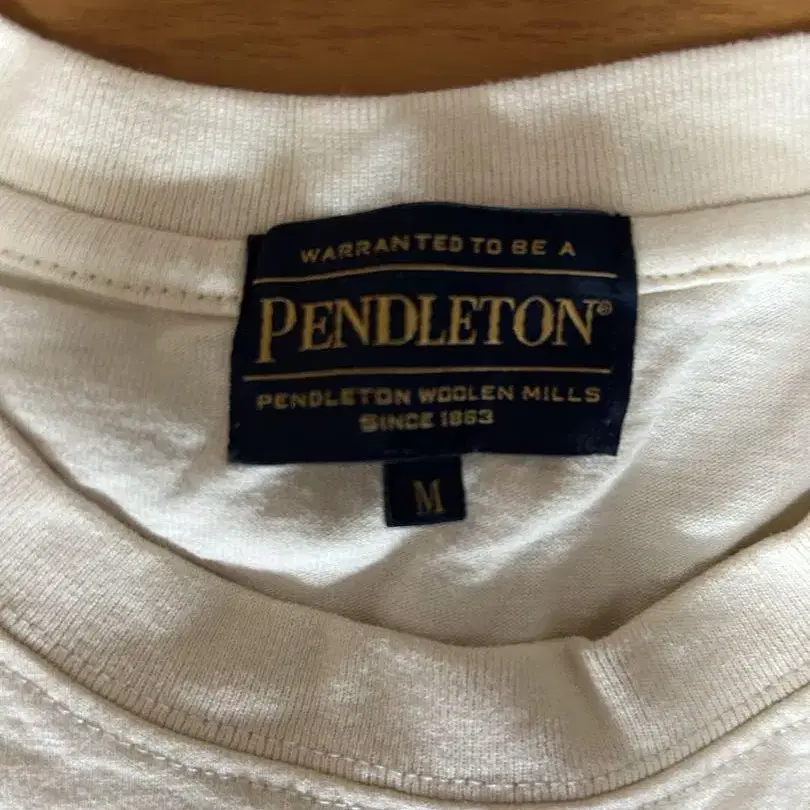 WARRANTED TO BE A
PENDLETON®
PENDLETON WOOLEN MILLS
SINCE 1863
M